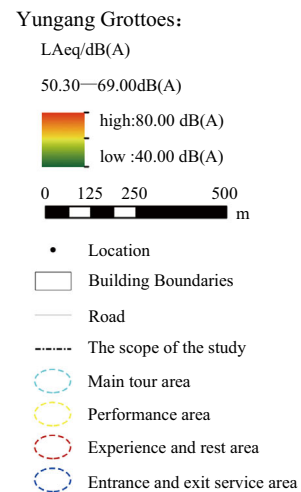 Yungang Grottoes：
LAeq/dB(A)
50.30—69.00dB(A)
high:80.00 dB(A)
low :40.00 dB(A)
0 125 250 500
m
Location
Building Boundaries
Road
The scope of the study
Main tour area
Performance area
Experience and rest area
Entrance and exit service area